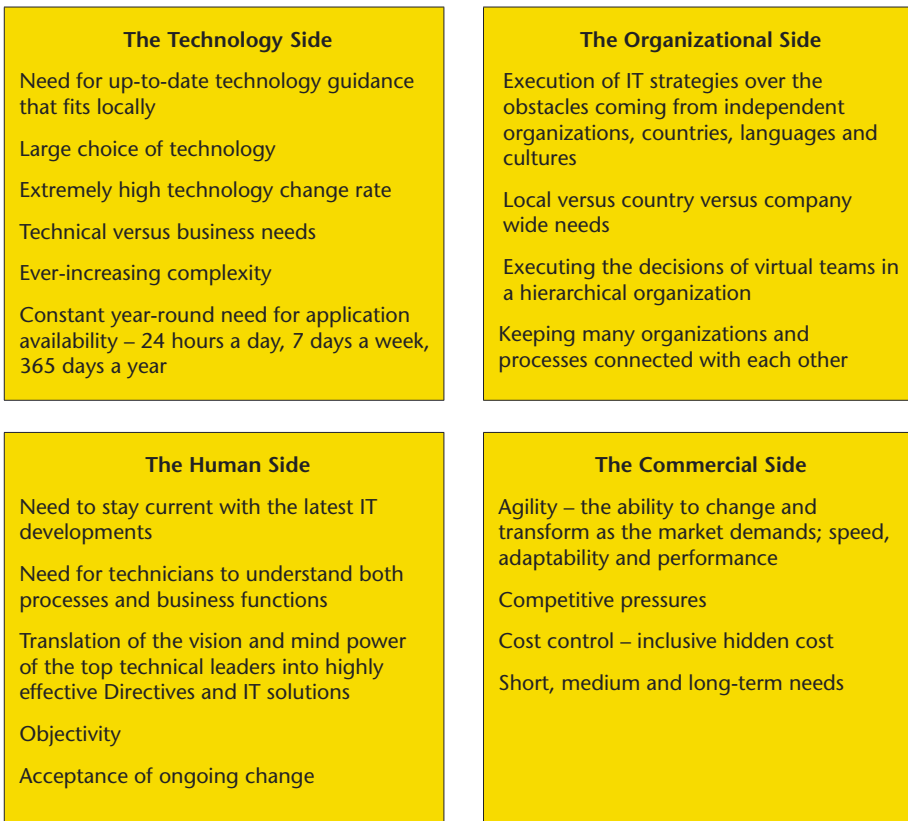 The Technology Side
Need for up-to-date technology guidance
that fits locally
Large choice of technology
Extremely high technology change rate
Technical versus business needs
Ever-increasing complexity
Constant year-round need for application
availability – 24 hours a day, 7 days a week,
365 days a year
The Organizational Side
Execution of IT strategies over the
obstacles coming from independent
organizations, countries, languages and
cultures
Local versus country versus company
wide needs
Executing the decisions of virtual teams in
a hierarchical organization
Keeping many organizations and
processes connected with each other
The Human Side
Need to stay current with the latest IT
developments
Need for technicians to understand both
processes and business functions
Translation of the vision and mind power
of the top technical leaders into highly
effective Directives and IT solutions
Objectivity
Acceptance of ongoing change
The Commercial Side
Agility – the ability to change and
transform as the market demands; speed,
adaptability and performance
Competitive pressures
Cost control – inclusive hidden cost
Short, medium and long-term needs